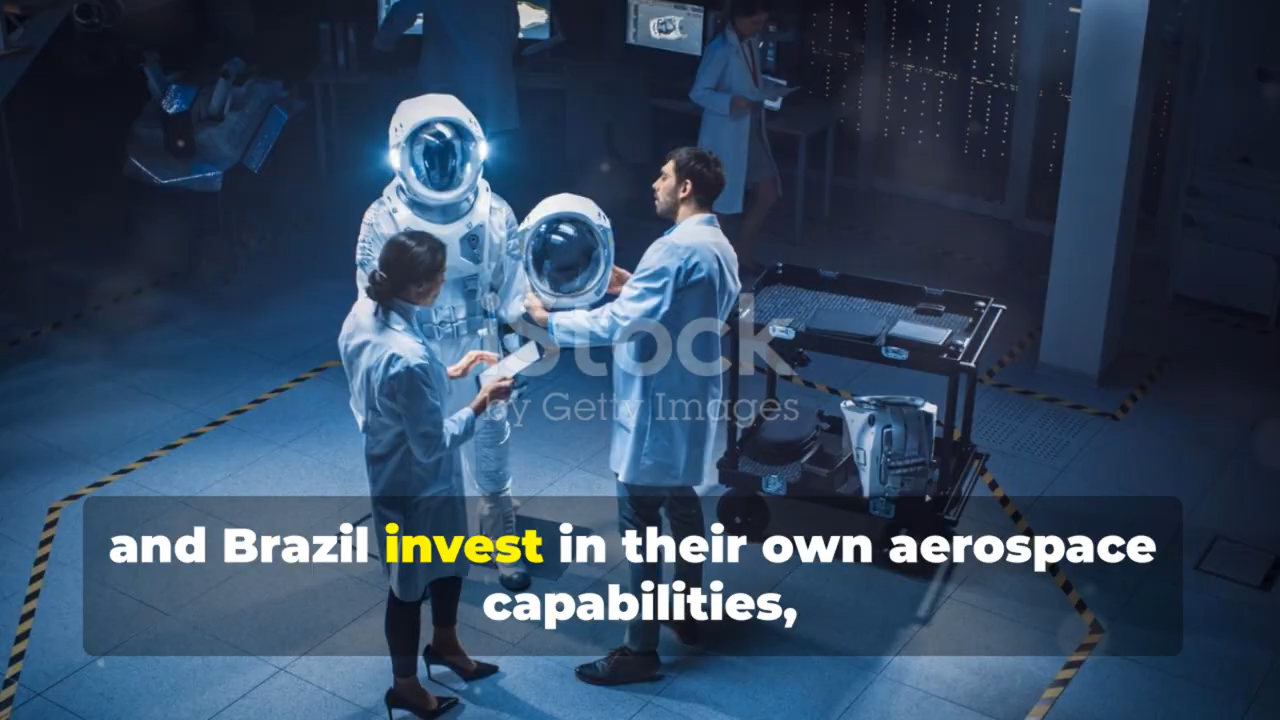 iStock
by Getty Images
and Brazil invest in their own aerospace
capabilities,